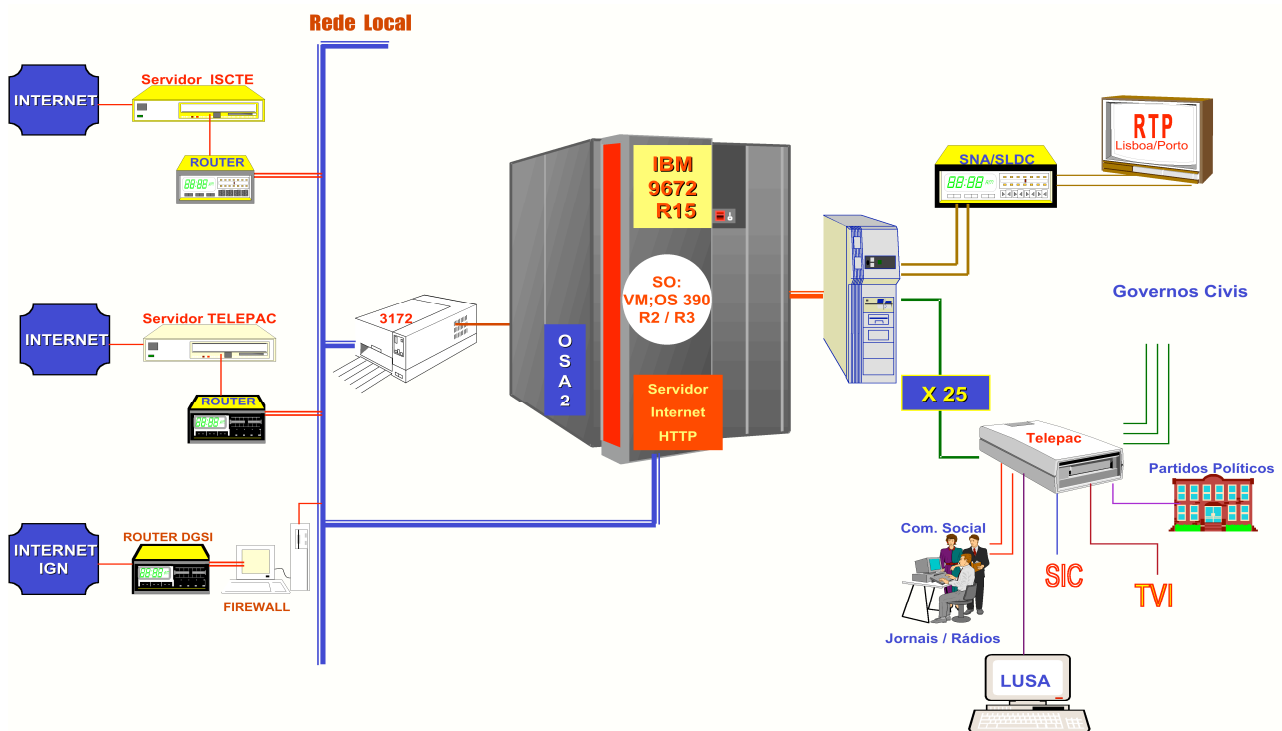 Rede Local
INTERNET
Servidor ISCTE
ROUTER
INTERNET
Servidor TELEPAC
ROUTER
INTERNET
IGN
ROUTER DGSI
FIREWALL
3172
IBM
9672
R15
SO:
VM;OS 390
R2 / R3
O
S
A
2
Servidor
Internet
HTTP
SNA/SLDC
RTP
Lisboa/Porto
X 25
Governos Civis
Telepac
Partidos Políticos
Com. Social
Jornais / Rádios
SIC
TVI
LUSA